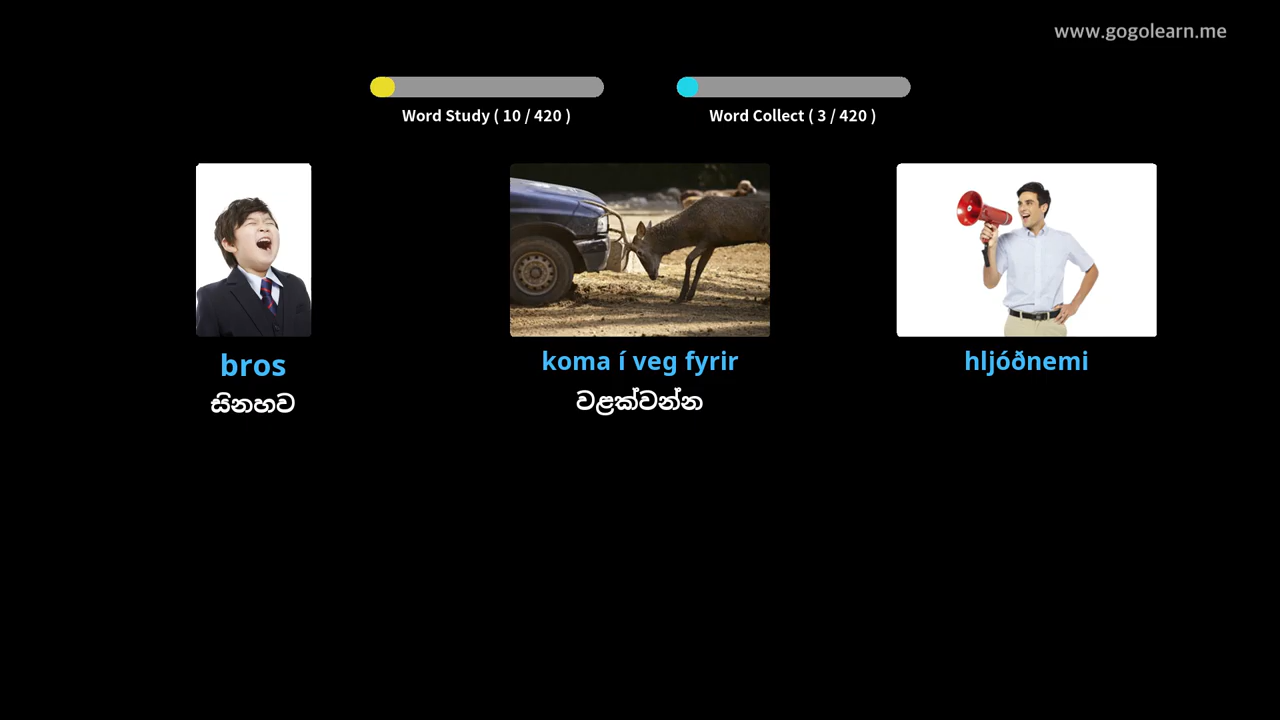 www.gogolearn.me
Word Study ( 10 / 420 )
Word Collect ( 3 / 420 )
bros
සිනහව
koma í veg fyrir
වළක්වන්න
hljóðnemi